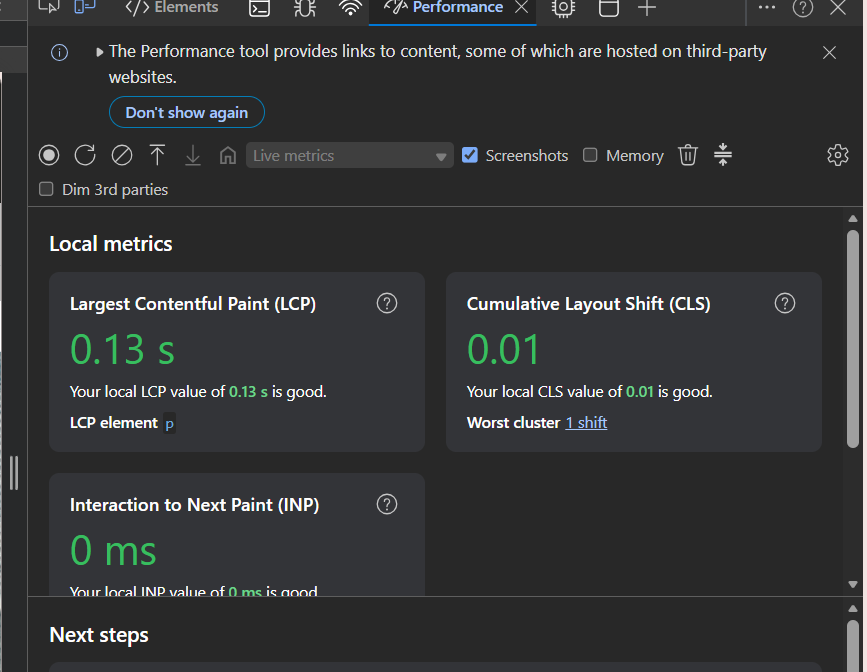 Elements
Performance
The Performance tool provides links to content, some of which are hosted on third-party
websites.
Don't show again
Live metrics
Screenshots
Memory
Dim 3rd parties
Local metrics
Largest Contentful Paint (LCP)
0.13 s
Your local LCP value of 0.13 s is good.
LCP element p
Cumulative Layout Shift (CLS)
0.01
Your local CLS value of 0.01 is good.
Worst cluster 1 shift
Interaction to Next Paint (INP)
0 ms
Your local INP value of 0 ms is good
Next steps